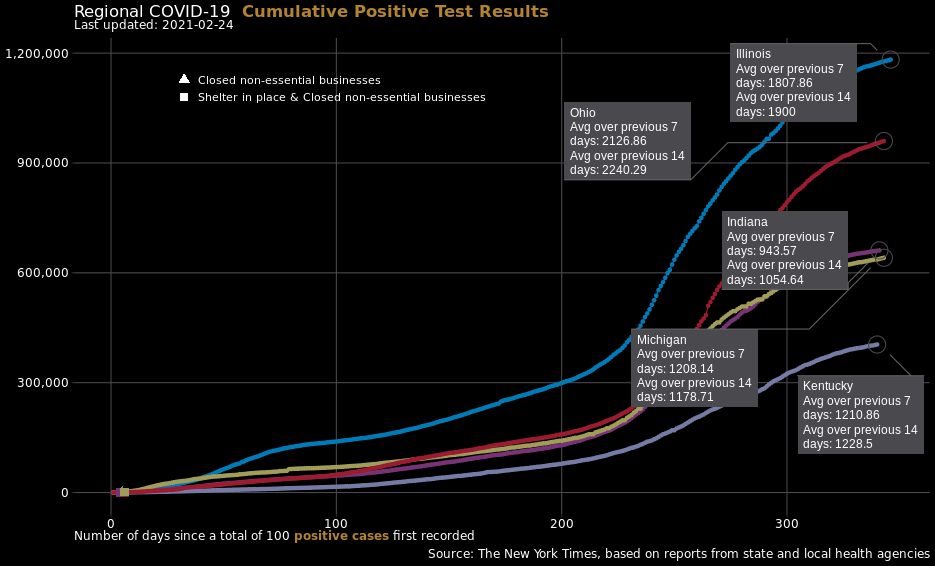 Regional COVID-19 Cumulative Positive Test Results
Last updated: 2021-02-24
1,200,000
900,000
600,000
300,000
0
Closed non-essential businesses
Shelter in place & Closed non-essential businesses
Illinois
Avg over previous 7
days: 1807.86
Avg over previous 14
days: 1900
Ohio
Avg over previous 7
days: 2126.86
Avg over previous 14
days: 2240.29
Indiana
Avg over previous 7
days: 943.57
Avg over previous 14
days: 1054.64
Michigan
Avg over previous 7
days: 1208.14
Avg over previous 14
days: 1178.71
Kentucky
Avg over previous 7
days: 1210.86
Avg over previous 14
days: 1228.5
0 100 200 300
Number of days since a total of 100 positive cases first recorded
Source: The New York Times, based on reports from state and local health agencies